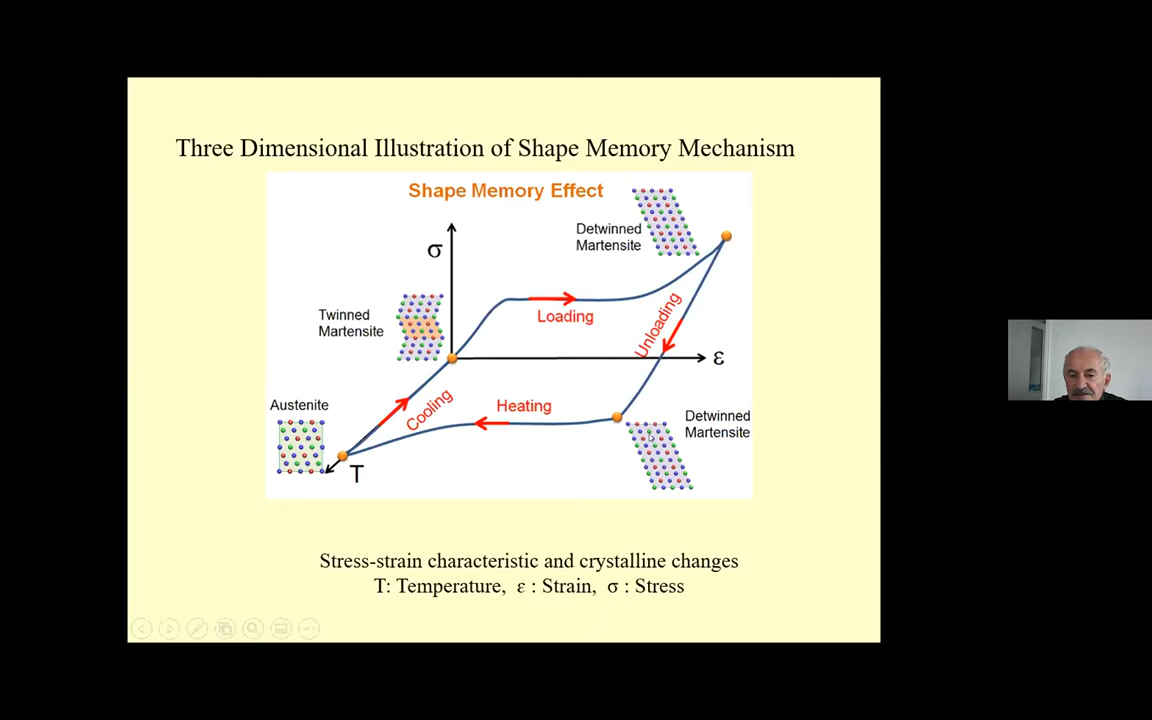 Three Dimensional Illustration of Shape Memory Mechanism
Shape Memory Effect
Detwinned
Martensite
σ
Twinned
Martensite
Loading
Unloading
ε
Austenite
Cooling
Heating
Detwinned
Martensite
T
Stress-strain characteristic and crystalline changes
T: Temperature, ε : Strain, σ : Stress